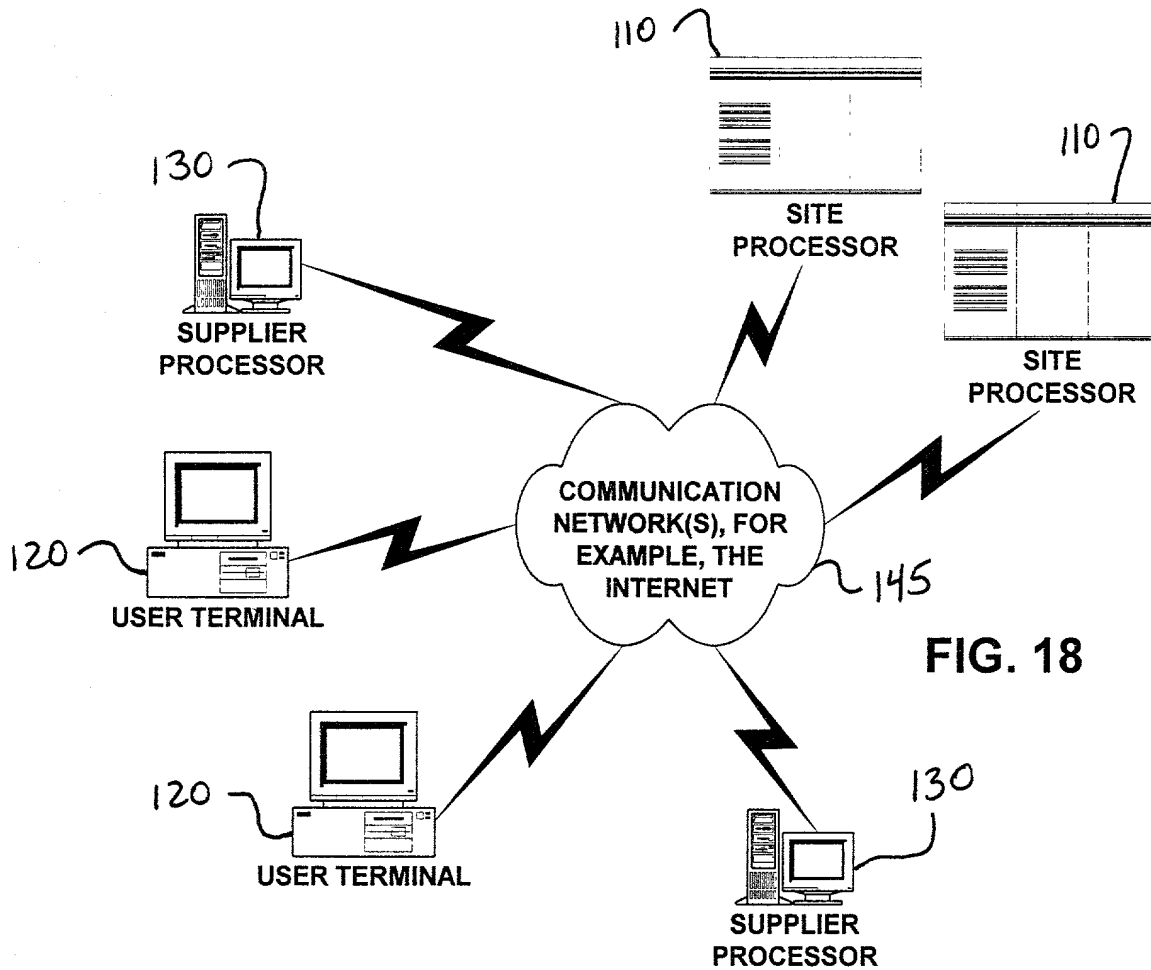 110
110
130
SITE
PROCESSOR
SUPPLIER
PROCESSOR
SITE
PROCESSOR
COMMUNICATION
NETWORK(S), FOR
EXAMPLE, THE
INTERNET
120
USER TERMINAL
145
FIG. 18
120
USER TERMINAL
130
SUPPLIER
PROCESSOR